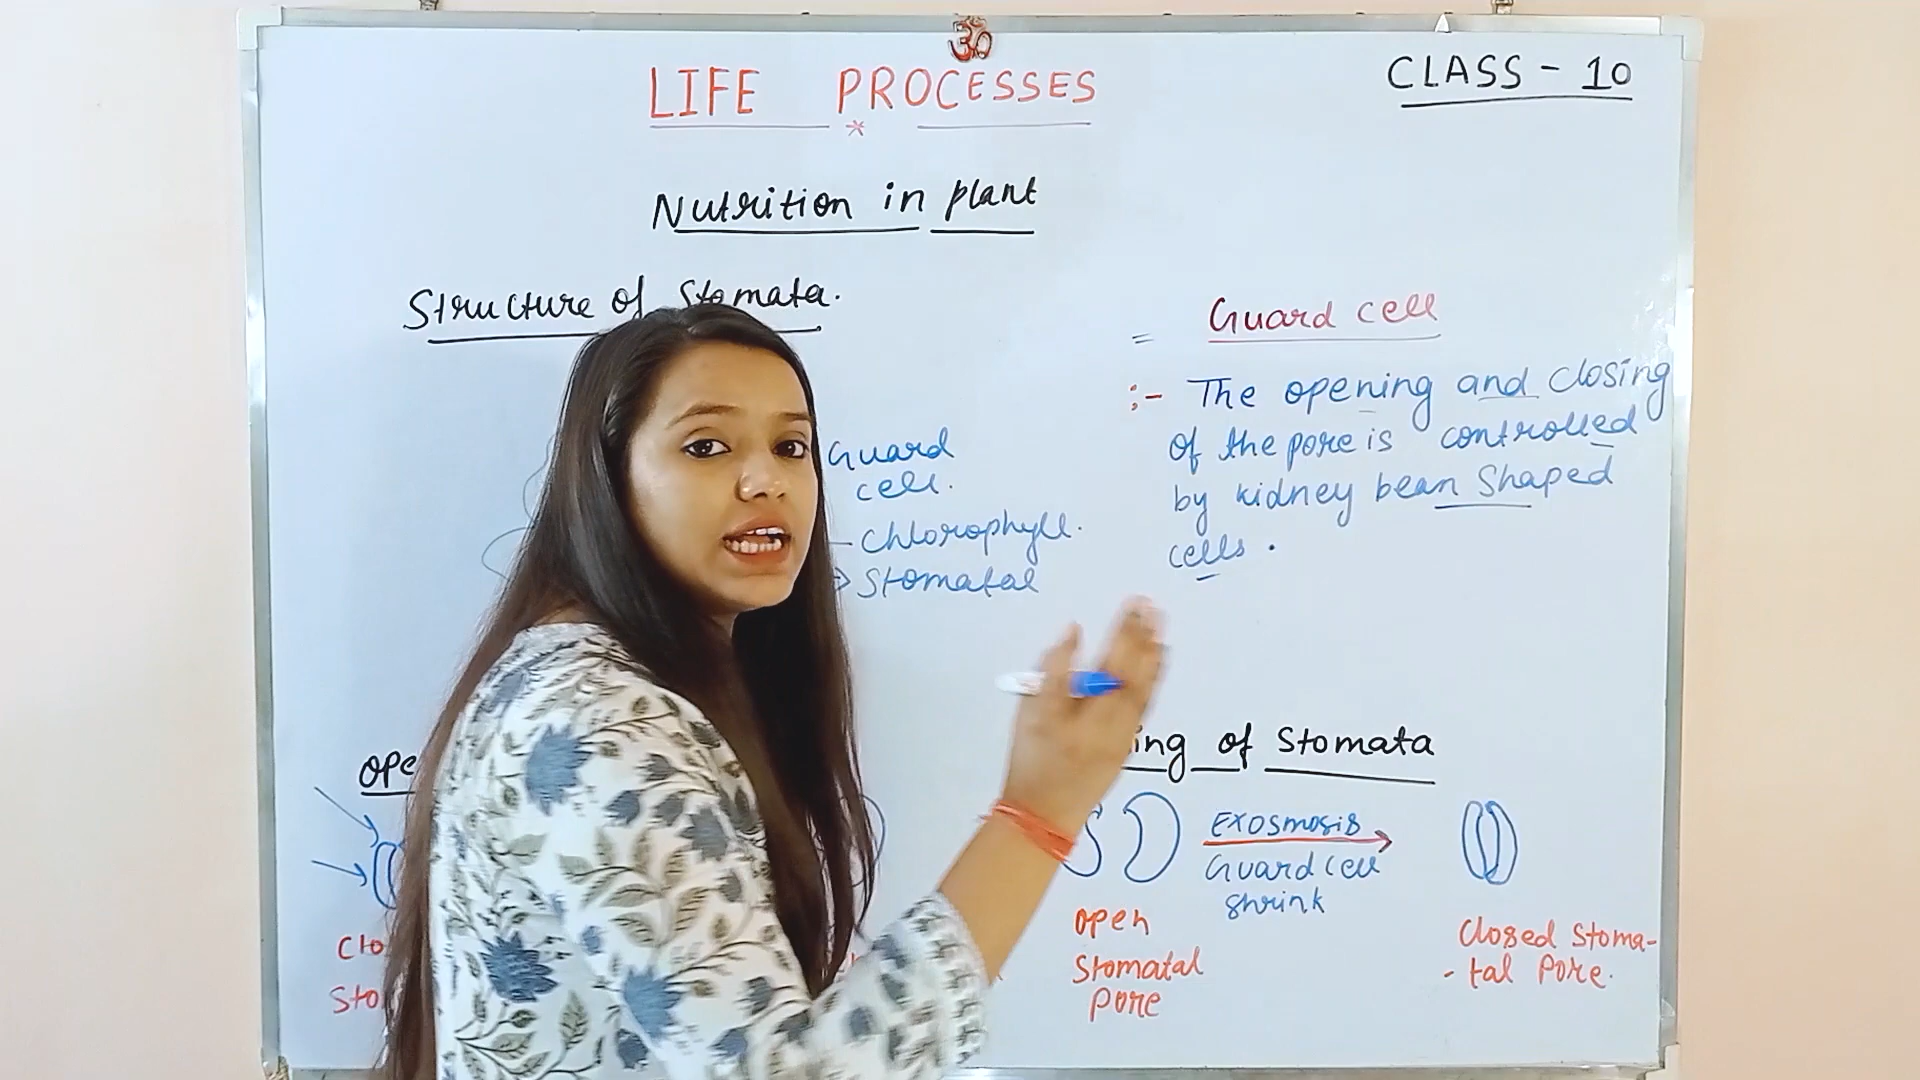 ॐ
LIFE PROCESSES
CLASS - 10
Nutrition in plant
Structure of Stomata.
Guard
cell.
Chlorophyll.
Stomatal
= Guard cell
:- The opening and closing
of the pore is controlled
by kidney bean shaped
cells.
ope
ing of Stomata
Exosmosis
Guard cell
shrink
Clo
Sto
open
Stomatal
pore
Closed Stoma-
-tal Pore.